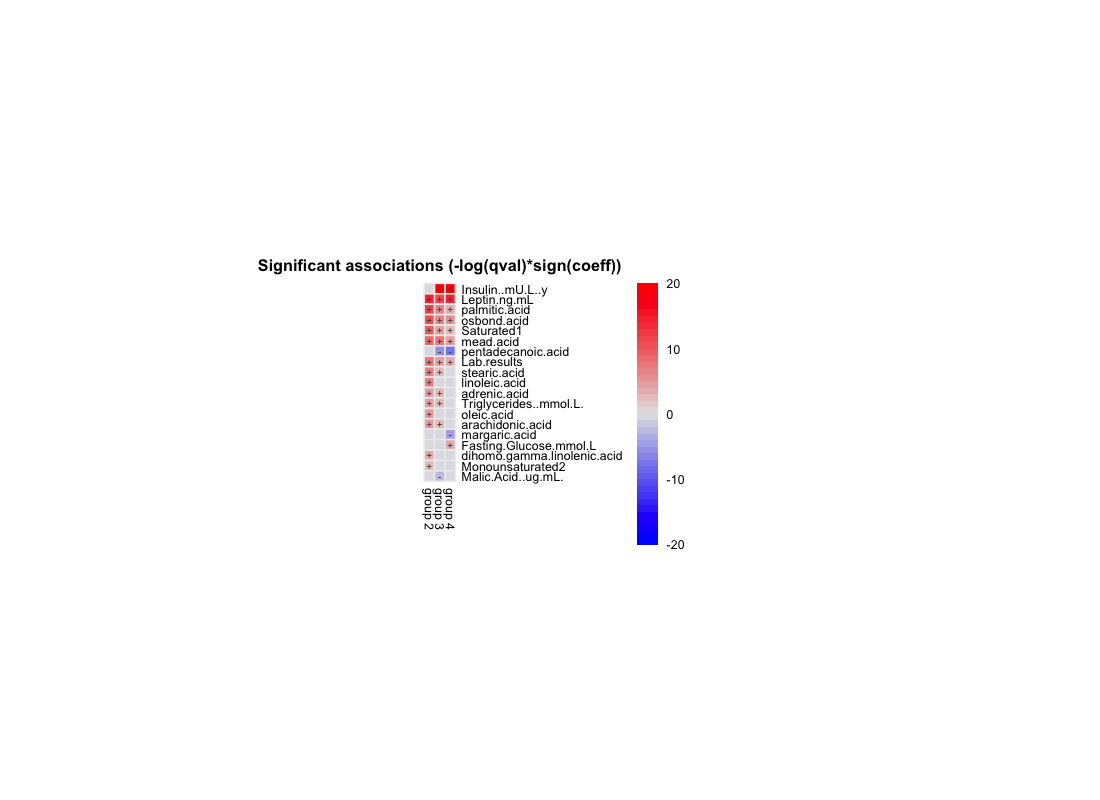 Significant associations (-log(qval)*sign(coeff))
Insulin..mU.L..y
+ + + Leptin.ng.mL
+ + + palmitic.acid
+ + + osbond.acid
+ + + Saturated1
+ + + mead.acid
- - pentadecanoic.acid
+ + + Lab.results
+ + stearic.acid
+ linoleic.acid
+ + adrenic.acid
+ + Triglycerides..mmol.L.
+ oleic.acid
+ + arachidonic.acid
- margaric.acid
+ Fasting.Glucose.mmol.L
+ dihomo.gamma.linolenic.acid
+ Monounsaturated2
- Malic.Acid..ug.mL.
group 2
group 3
group 4
20
10
0
-10
-20